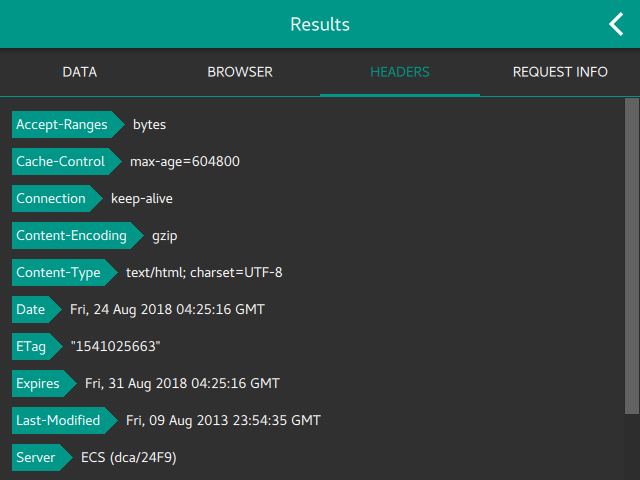 Results
DATA BROWSER HEADERS REQUEST INFO
Accept-Ranges bytes
Cache-Control max-age=604800
Connection keep-alive
Content-Encoding gzip
Content-Type text/html; charset=UTF-8
Date Fri, 24 Aug 2018 04:25:16 GMT
ETag "1541025663"
Expires Fri, 31 Aug 2018 04:25:16 GMT
Last-Modified Fri, 09 Aug 2013 23:54:35 GMT
Server ECS (dca/24F9)